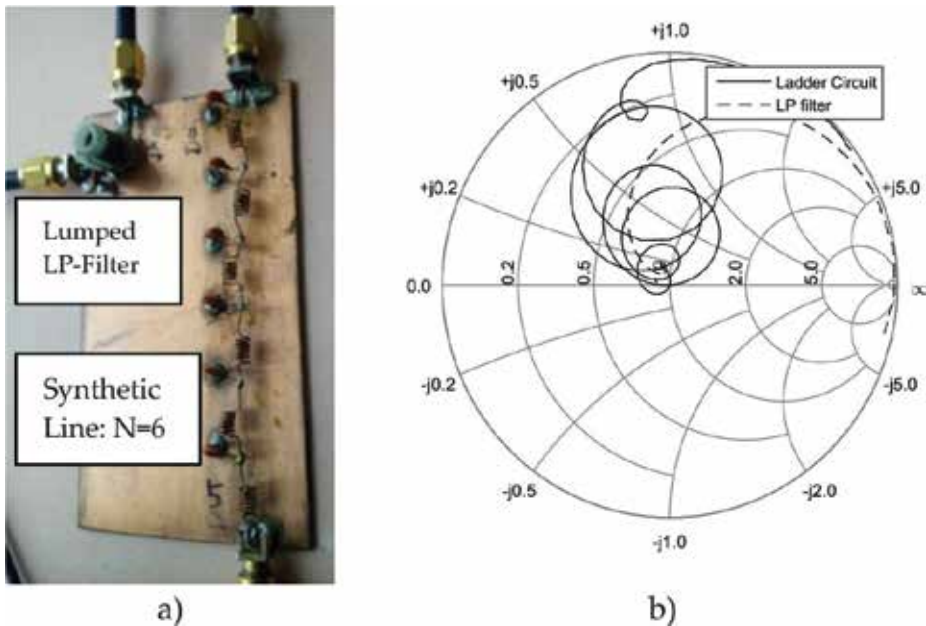 Lumped
LP-Filter
Synthetic
Line: N=6
a)
+j1.0
+j0.5
+j0.2
0.0
-j0.2
-j0.5
-j1.0
-j2.0
-j5.0
∞
+j5.0
0.2
0.5
2.0
5.0
Ladder Circuit
LP filter
b)